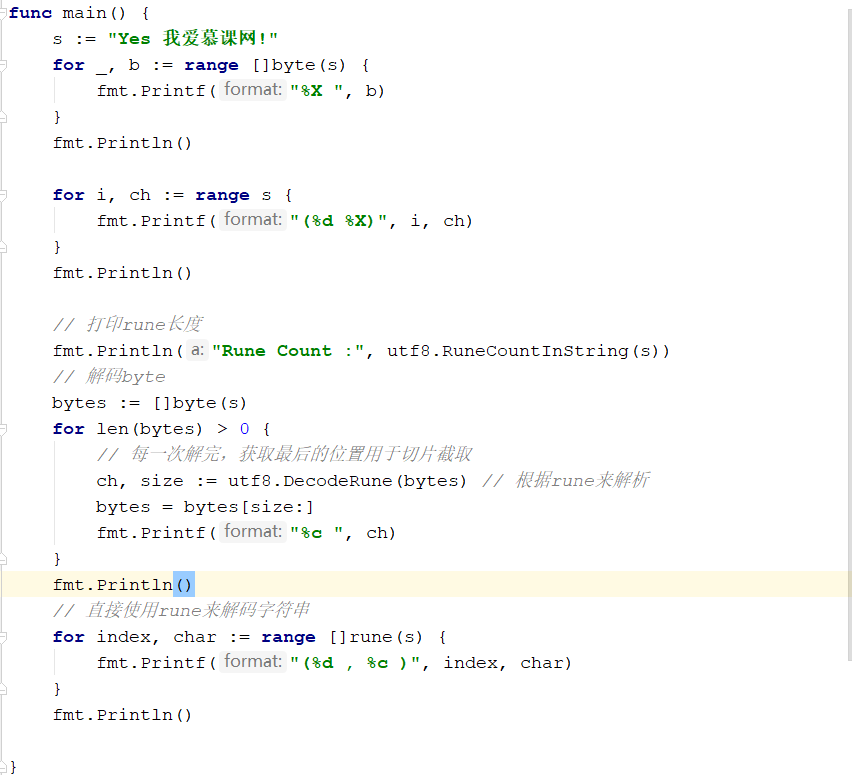 func main() {
    s := "Yes 我爱慕课网!"
    for _, b := range []byte(s) {
        fmt.Printf( format: "%X ", b)
    }
    fmt.Println()

    for i, ch := range s {
        fmt.Printf( format: "(%d %X)", i, ch)
    }
    fmt.Println()

    // 打印rune长度
    fmt.Println( a: "Rune Count :", utf8.RuneCountInString(s))
    // 解码byte
    bytes := []byte(s)
    for len(bytes) > 0 {
        // 每一次解完，获取最后的位置用于切片截取
        ch, size := utf8.DecodeRune(bytes) // 根据rune来解析
        bytes = bytes[size:]
        fmt.Printf( format: "%c ", ch)
    }
    fmt.Println()
    // 直接使用rune来解码字符串
    for index, char := range []rune(s) {
        fmt.Printf( format: "(%d , %c )", index, char)
    }
    fmt.Println()

}